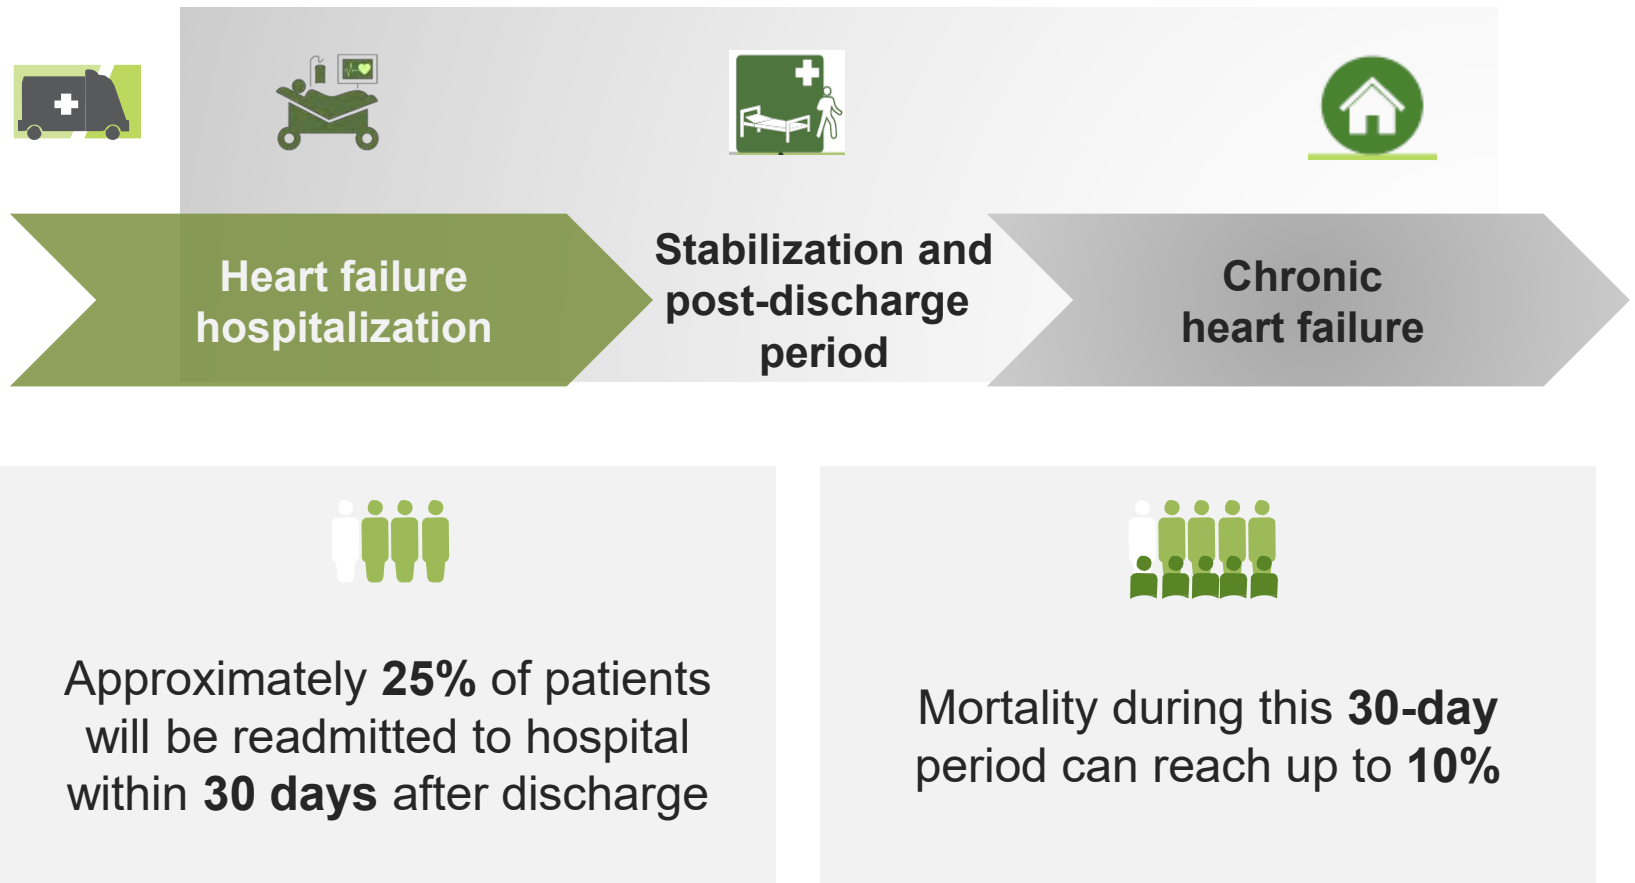 Heart failure
hospitalization
Stabilization and
post-discharge
period
Chronic
heart failure
Approximately 25% of patients
will be readmitted to hospital
within 30 days after discharge
Mortality during this 30-day
period can reach up to 10%